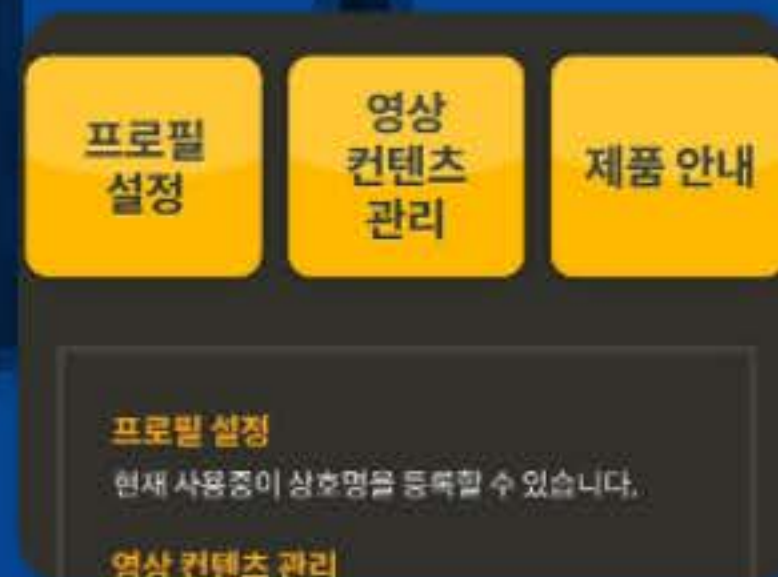 프로필
설정
영상
컨텐츠
관리
제품 안내
프로필 설정
현재 사용중이 상호명을 등록할 수 있습니다.
영상 컨텐츠 관리